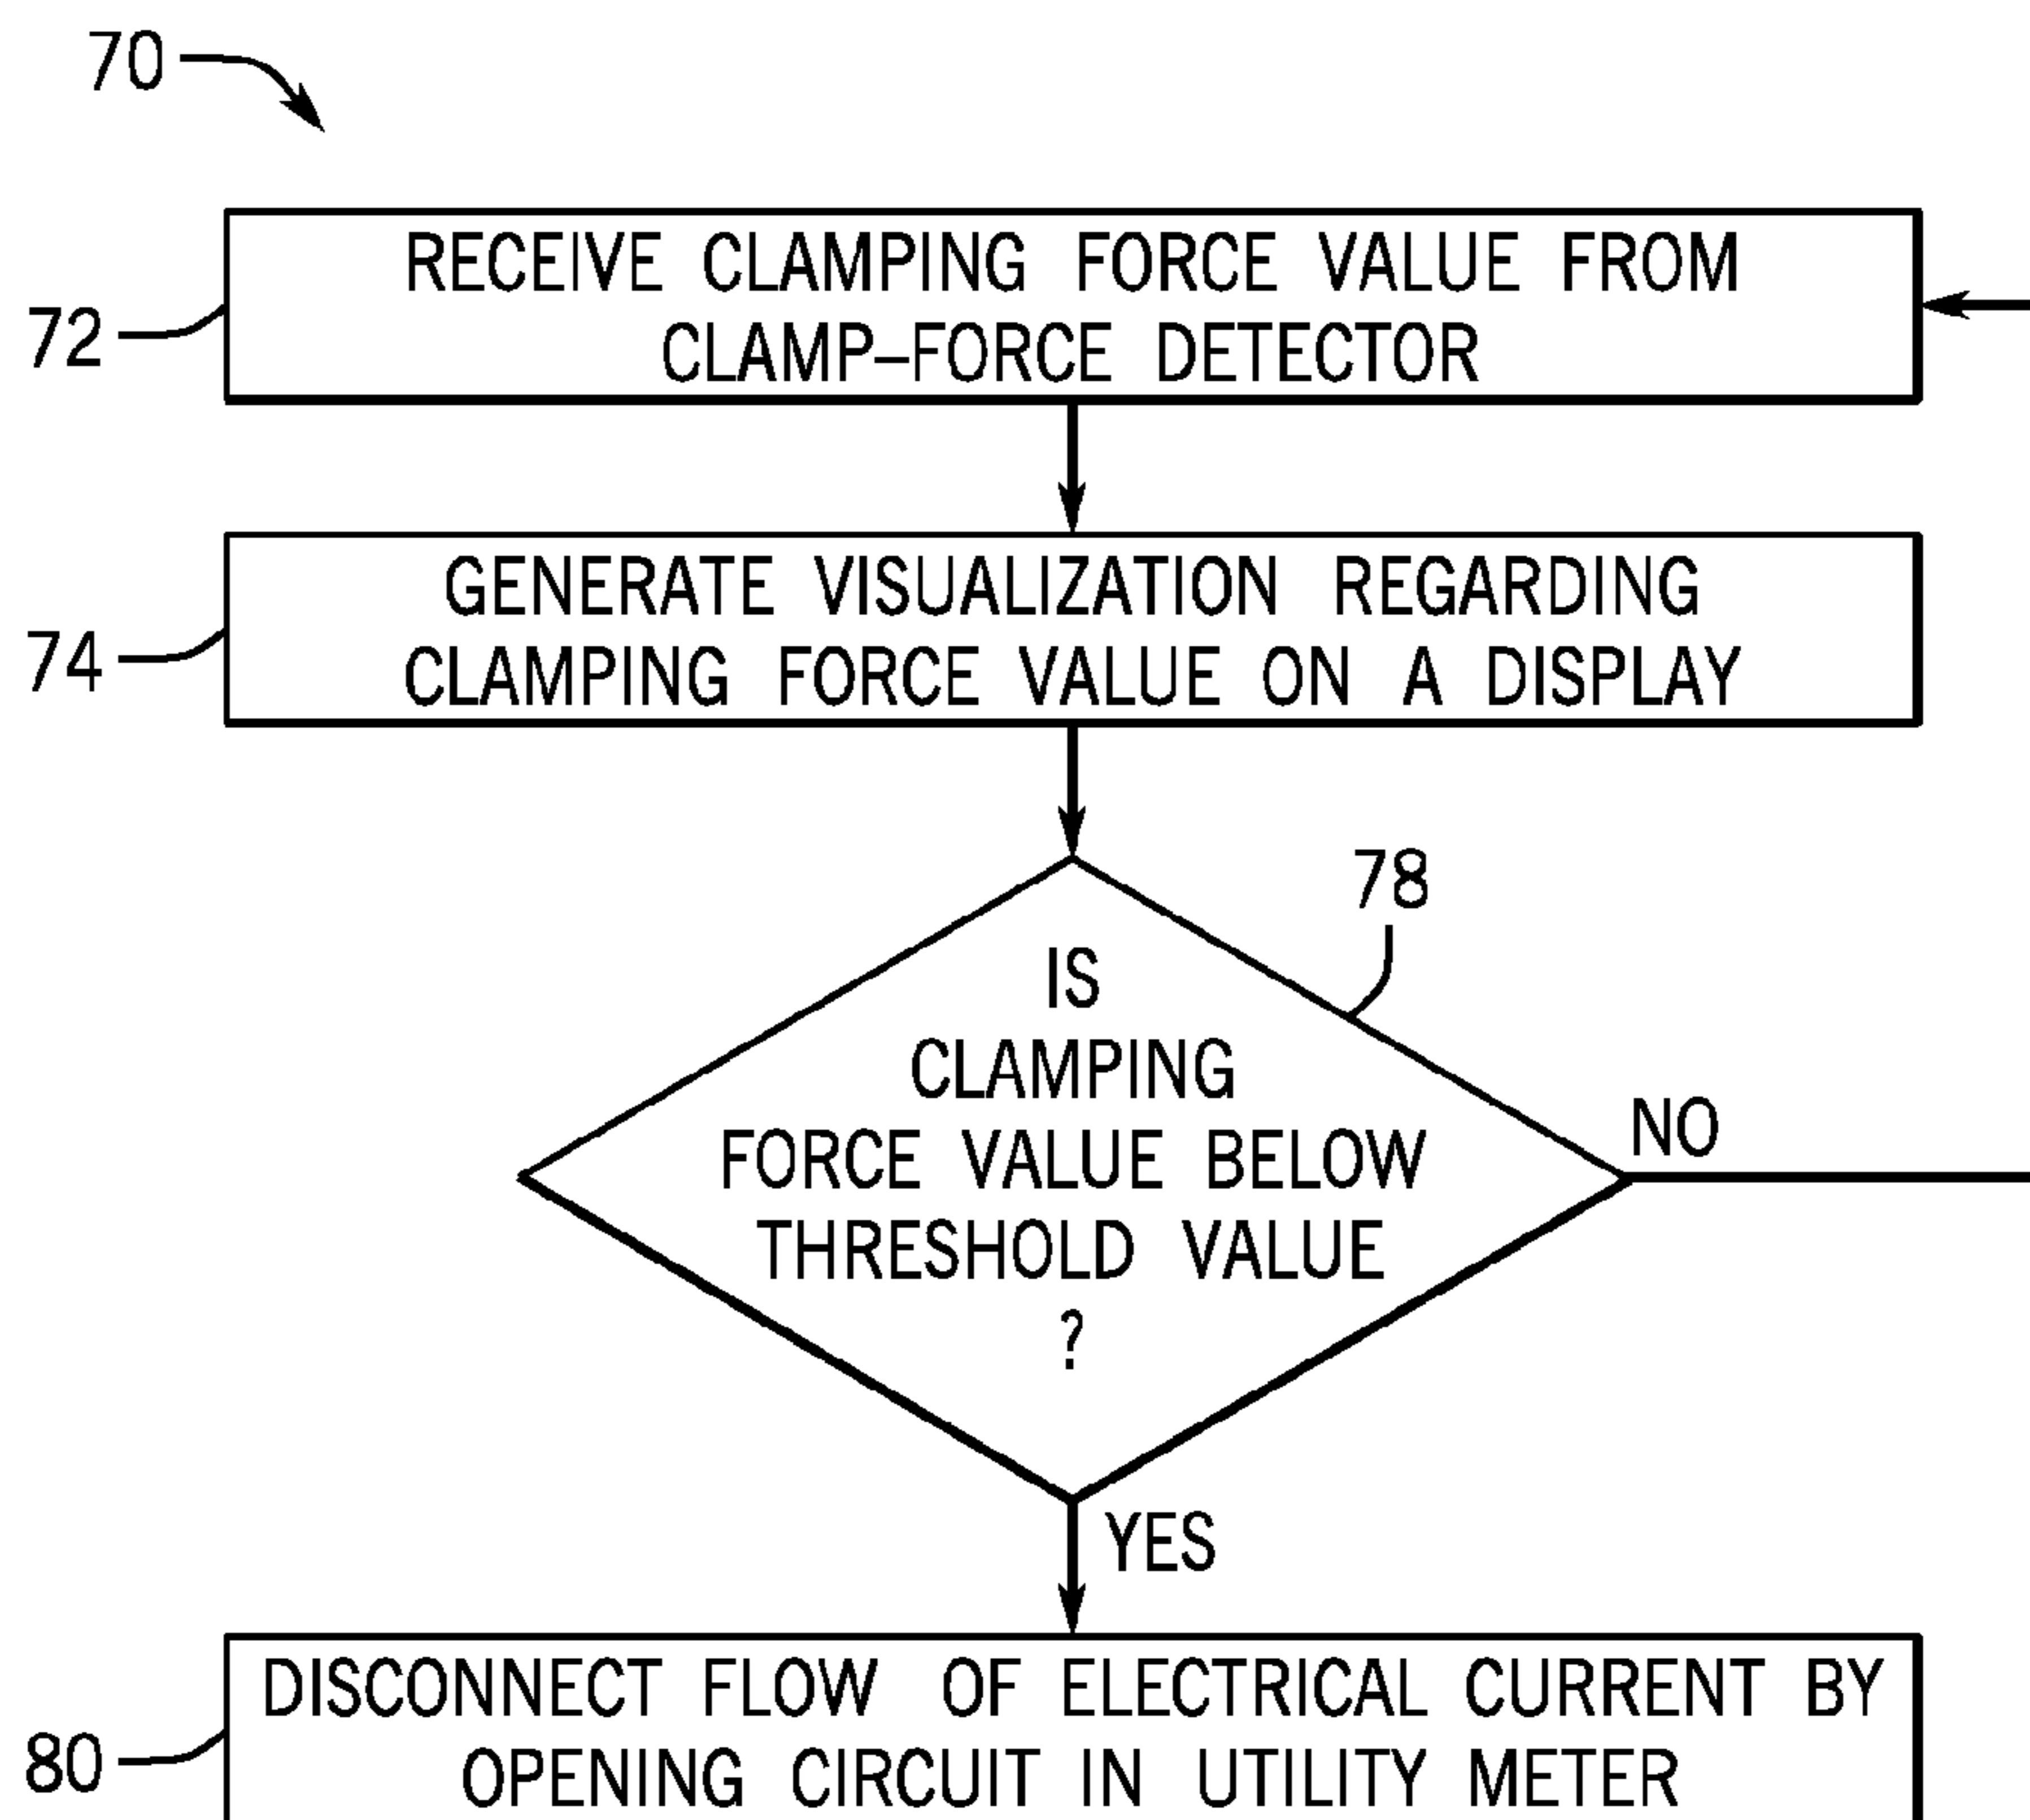 70
RECEIVE CLAMPING FORCE VALUE FROM
CLAMP–FORCE DETECTOR
72
GENERATE VISUALIZATION REGARDING
CLAMPING FORCE VALUE ON A DISPLAY
74
78
IS
CLAMPING
FORCE VALUE BELOW
THRESHOLD VALUE
?
NO
YES
DISCONNECT FLOW OF ELECTRICAL CURRENT BY
OPENING CIRCUIT IN UTILITY METER
80